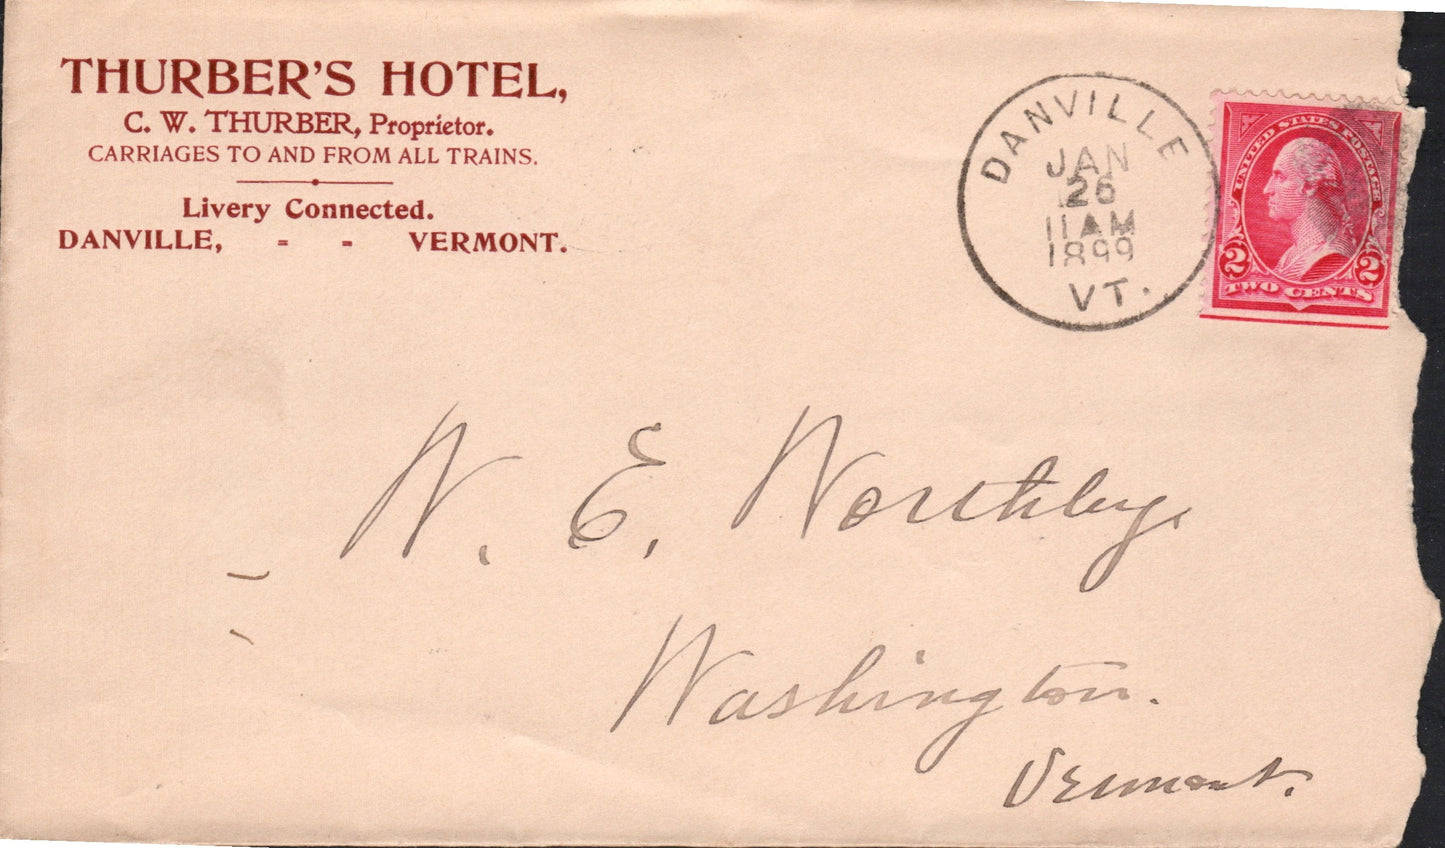 THURBER'S HOTEL,
C. W. THURBER, Proprietor.
CARRIAGES TO AND FROM ALL TRAINS.
Livery Connected.
DANVILLE, - - VERMONT.
DANVILLE
JAN
26
11 AM
1899
VT.
UNITED STATES POSTAGE
2 2
TWO CENTS
W. E. Worthley.
Washington.
Vermont.